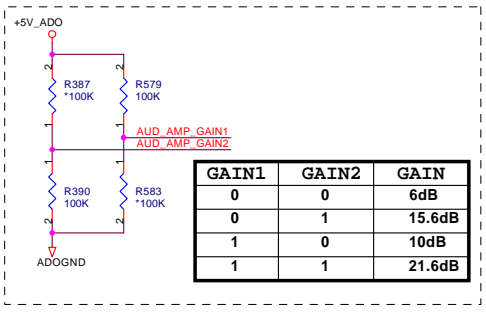 +5V_ADO
2
2
R387
*100K
R579
100K
1
1
AUD_AMP_GAIN1
AUD_AMP_GAIN2
1
1
R390
100K
R583
*100K
2
2
ADOGND
GAIN1 GAIN2 GAIN
0 0 6dB
0 1 15.6dB
1 0 10dB
1 1 21.6dB